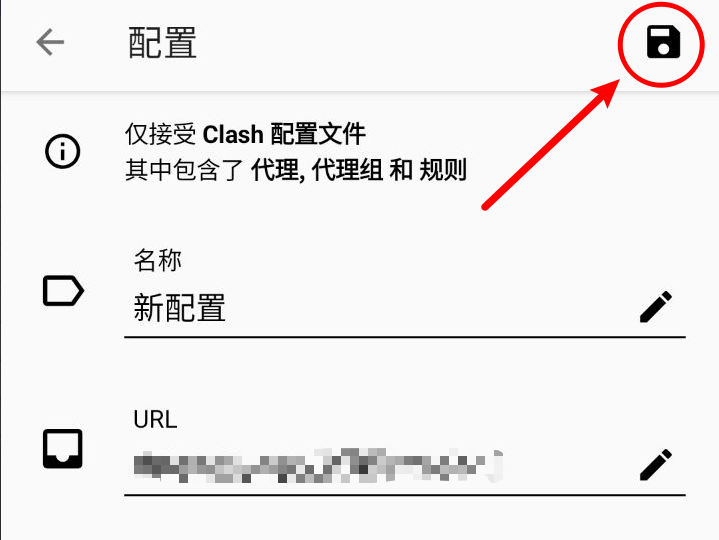 配置
仅接受 Clash 配置文件
其中包含了 代理, 代理组 和 规则
名称
新配置
URL